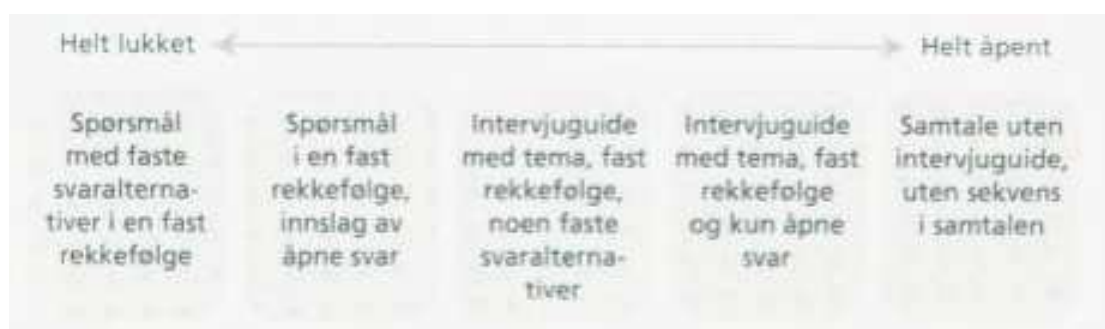 Helt lukket
Helt åpent
Spørsmål
med faste
svaralterna-
tiver i en fast
rekkefølge
Spørsmål
i en fast
rekkefølge,
innslag av
åpne svar
Intervjuguide
med tema, fast
rekkefølge,
noen faste
svaralterna-
tiver
Intervjuguide
med tema, fast
rekkefølge
og kun åpne
svar
Samtale uten
intervjuguide,
uten sekvens
i samtalen